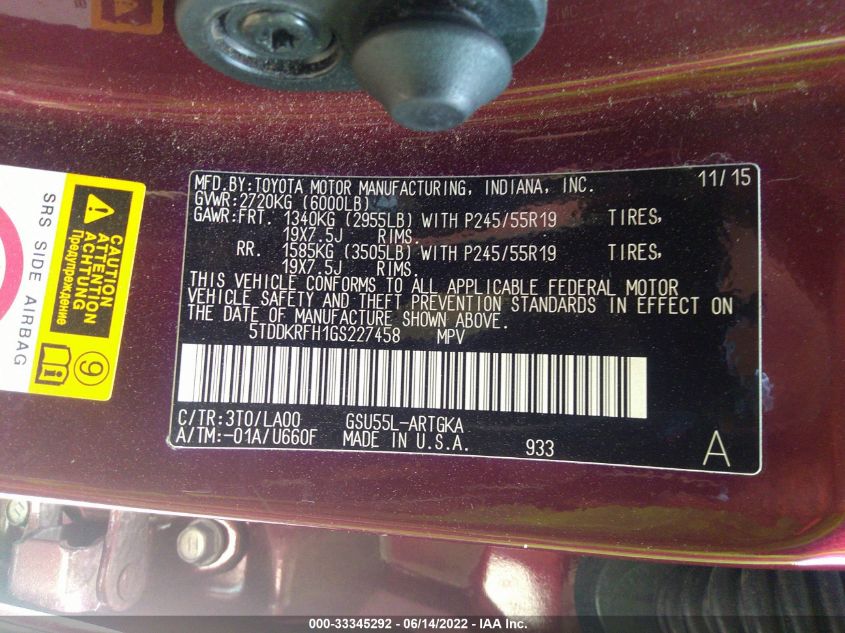 MFD.BY:TOYOTA MOTOR MANUFACTURING, INDIANA, INC. 11/15
GVWR:2720KG (6000LB)
GAWR:FRT. 1340KG (2955LB) WITH P245/55R19 TIRES,
19X7.5J RIMS.
RR. 1585KG (3505LB) WITH P245/55R19 TIRES,
19X7.5J RIMS.
THIS VEHICLE CONFORMS TO ALL APPLICABLE FEDERAL MOTOR
VEHICLE SAFETY AND THEFT PREVENTION STANDARDS IN EFFECT ON
THE DATE OF MANUFACTURE SHOWN ABOVE.
5TDDKRFH1GS227458 MPV
C/TR:3T0/LA00 GSU55L-ARTGKA
A/TM:-01A/U660F MADE IN U.S.A. 933 A
SRS SIDE AIRBAG
CAUTION
ATTENTION
ACHTUNG
Предупреждение
9
000-33345292 - 06/14/2022 - IAA Inc.